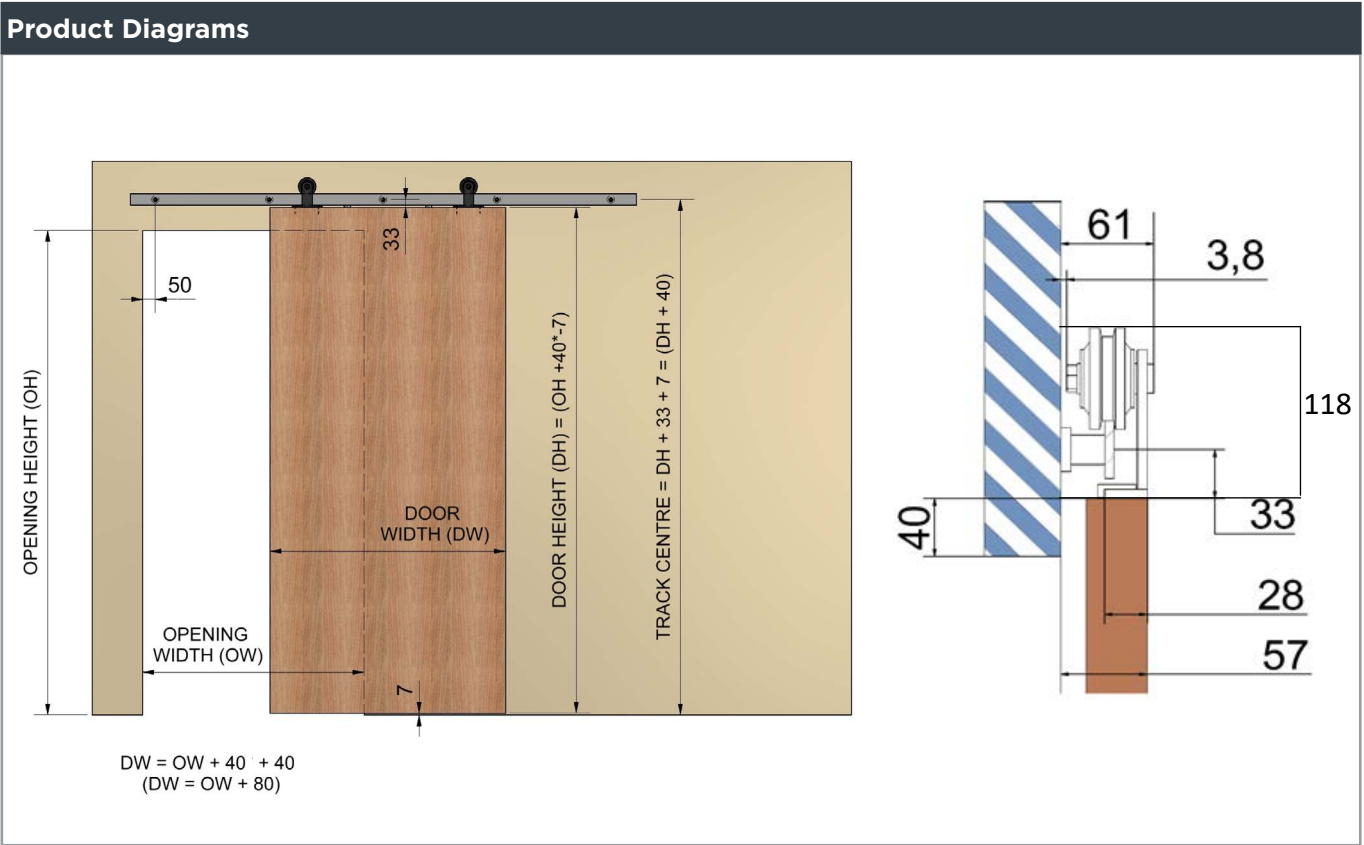 Product Diagrams
33
50
OPENING HEIGHT (OH)
DOOR
WIDTH (DW)
DOOR HEIGHT (DH) = (OH +40*-7)
TRACK CENTRE = DH + 33 + 7 = (DH + 40)
OPENING
WIDTH (OW)
7
DW = OW + 40 + 40
(DW = OW + 80)
61
3,8
118
40
33
28
57